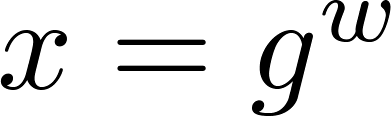 x = g^w